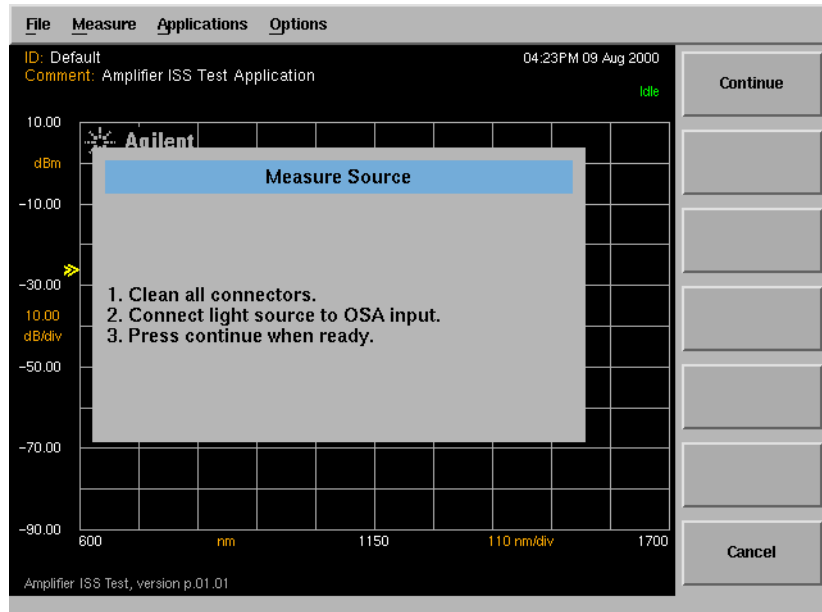 File Measure Applications Options
ID: Default
04:23PM 09 Aug 2000
Comment: Amplifier ISS Test Application
Idle
Continue
10.00
Agilent
dBm
Measure Source
-10.00
-30.00
1. Clean all connectors.
10.00
2. Connect light source to OSA input.
dB/div
3. Press continue when ready.
-50.00
-70.00
-90.00
600 nm 1150 110 nm/div 1700
Cancel
Amplifier ISS Test, version p.01.01